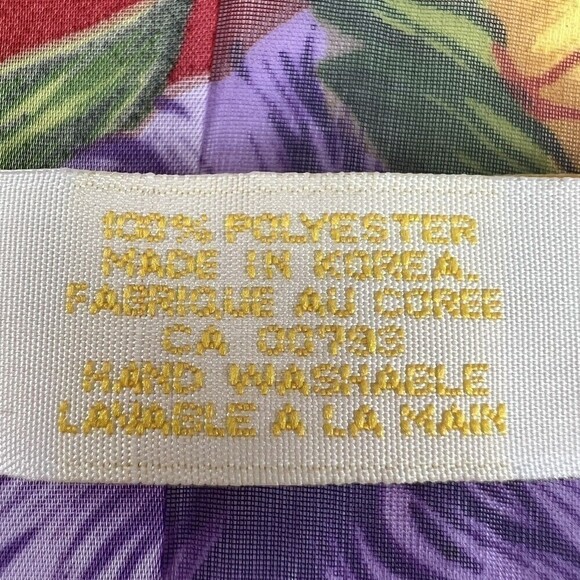 100% POLYESTER
MADE IN KOREA.
FABRIQUE AU COREE
CA 00793
HAND WASHABLE
LAVABLE A LA MAIN